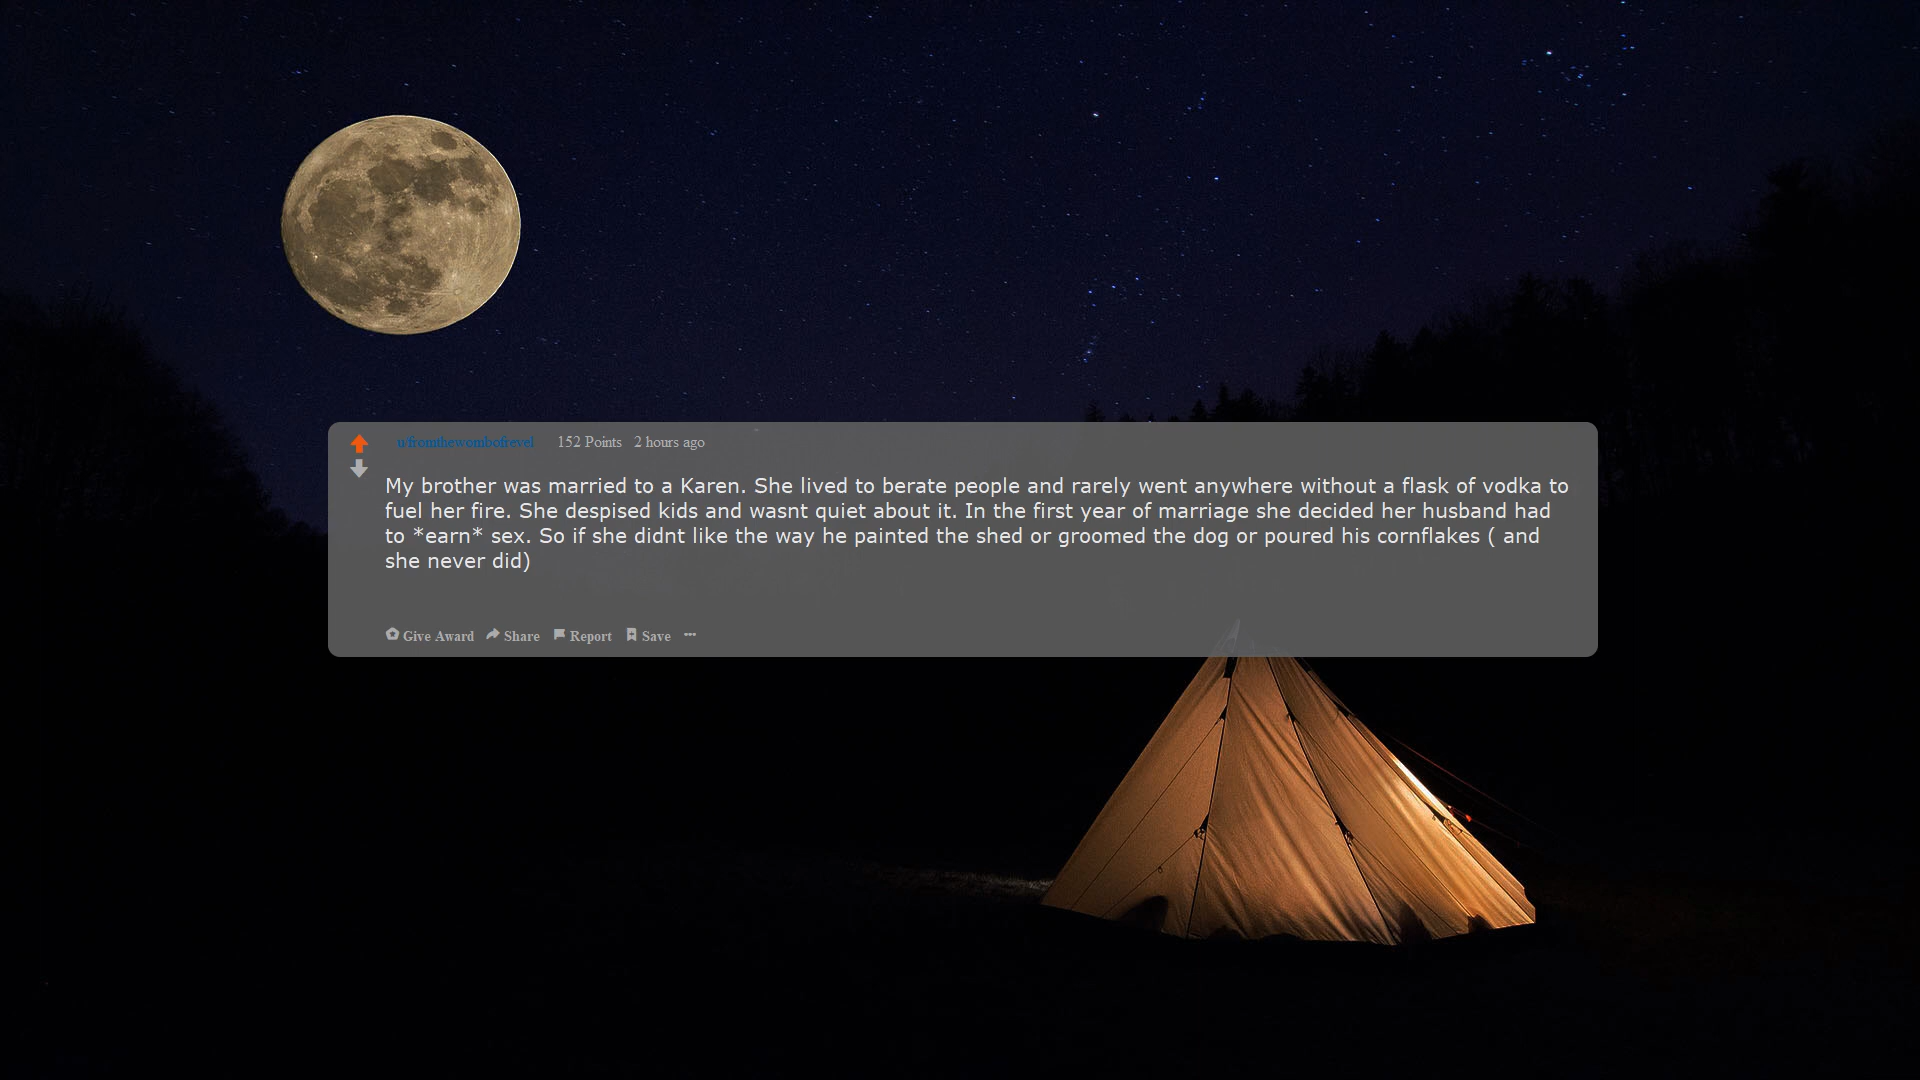 u/fromthewombofrevel 152 Points 2 hours ago
My brother was married to a Karen. She lived to berate people and rarely went anywhere without a flask of vodka to
fuel her fire. She despised kids and wasnt quiet about it. In the first year of marriage she decided her husband had
to *earn* sex. So if she didnt like the way he painted the shed or groomed the dog or poured his cornflakes ( and
she never did)
Give Award Share Report Save ···